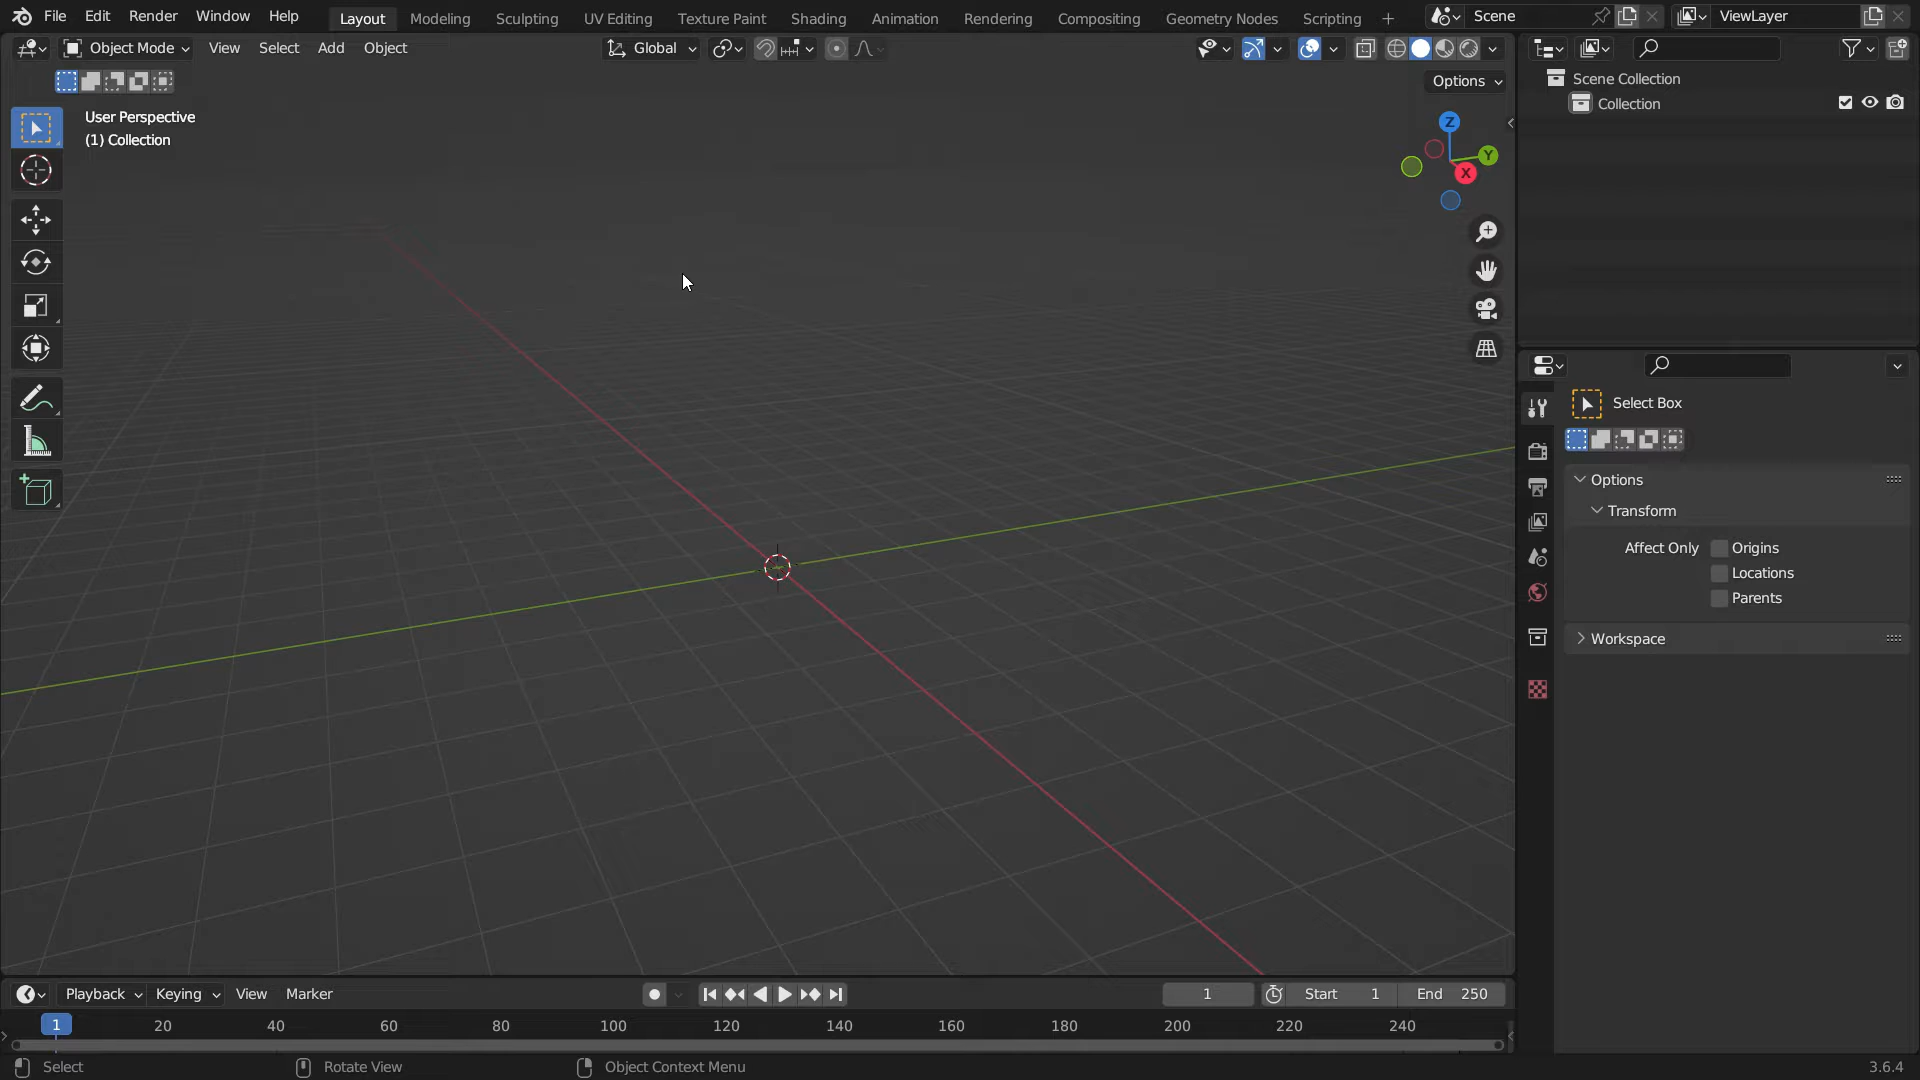 File Edit Render Window Help Layout Modeling Sculpting UV Editing Texture Paint Shading Animation Rendering Compositing Geometry Nodes Scripting + Scene ViewLayer
Object Mode View Select Add Object Global
Options
User Perspective
(1) Collection
Z
Y
X
Scene Collection
Collection
Select Box
Options
Transform
Affect Only Origins
Locations
Parents
Workspace
Playback Keying View Marker 1 Start 1 End 250
1 20 40 60 80 100 120 140 160 180 200 220 240
Select Rotate View Object Context Menu 3.6.4